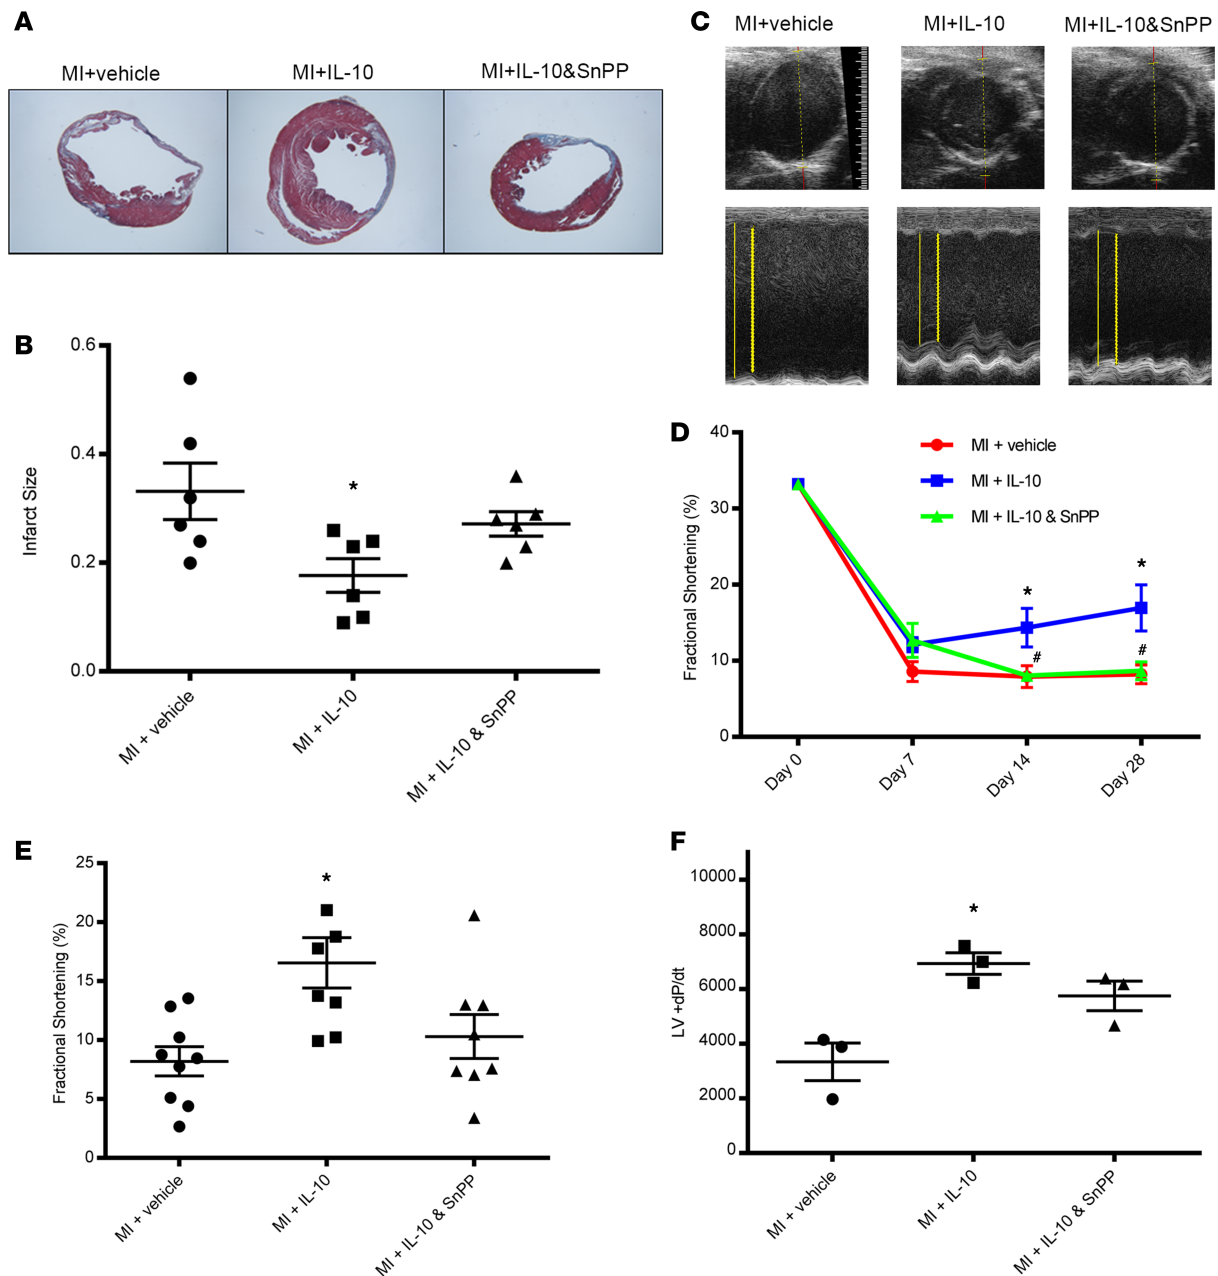 A
MI+vehicle
MI+IL-10
MI+IL-10&SnPP
C
MI+vehicle
MI+IL-10
MI+IL-10&SnPP
B
Infarct Size
0.6
0.4
0.2
0.0
*
MI + vehicle
MI + IL-10
MI + IL-10 & SnPP
D
Fractional Shortening (%)
40
30
20
10
0
MI + vehicle
MI + IL-10
MI + IL-10 & SnPP
*
*
#
#
Day 0
Day 7
Day 14
Day 28
E
Fractional Shortening (%)
25
20
15
10
5
0
*
MI + vehicle
MI + IL-10
MI + IL-10 & SnPP
F
LV +dP/dt
10000
8000
6000
4000
2000
0
*
MI + vehicle
MI + IL-10
MI + IL-10 & SnPP